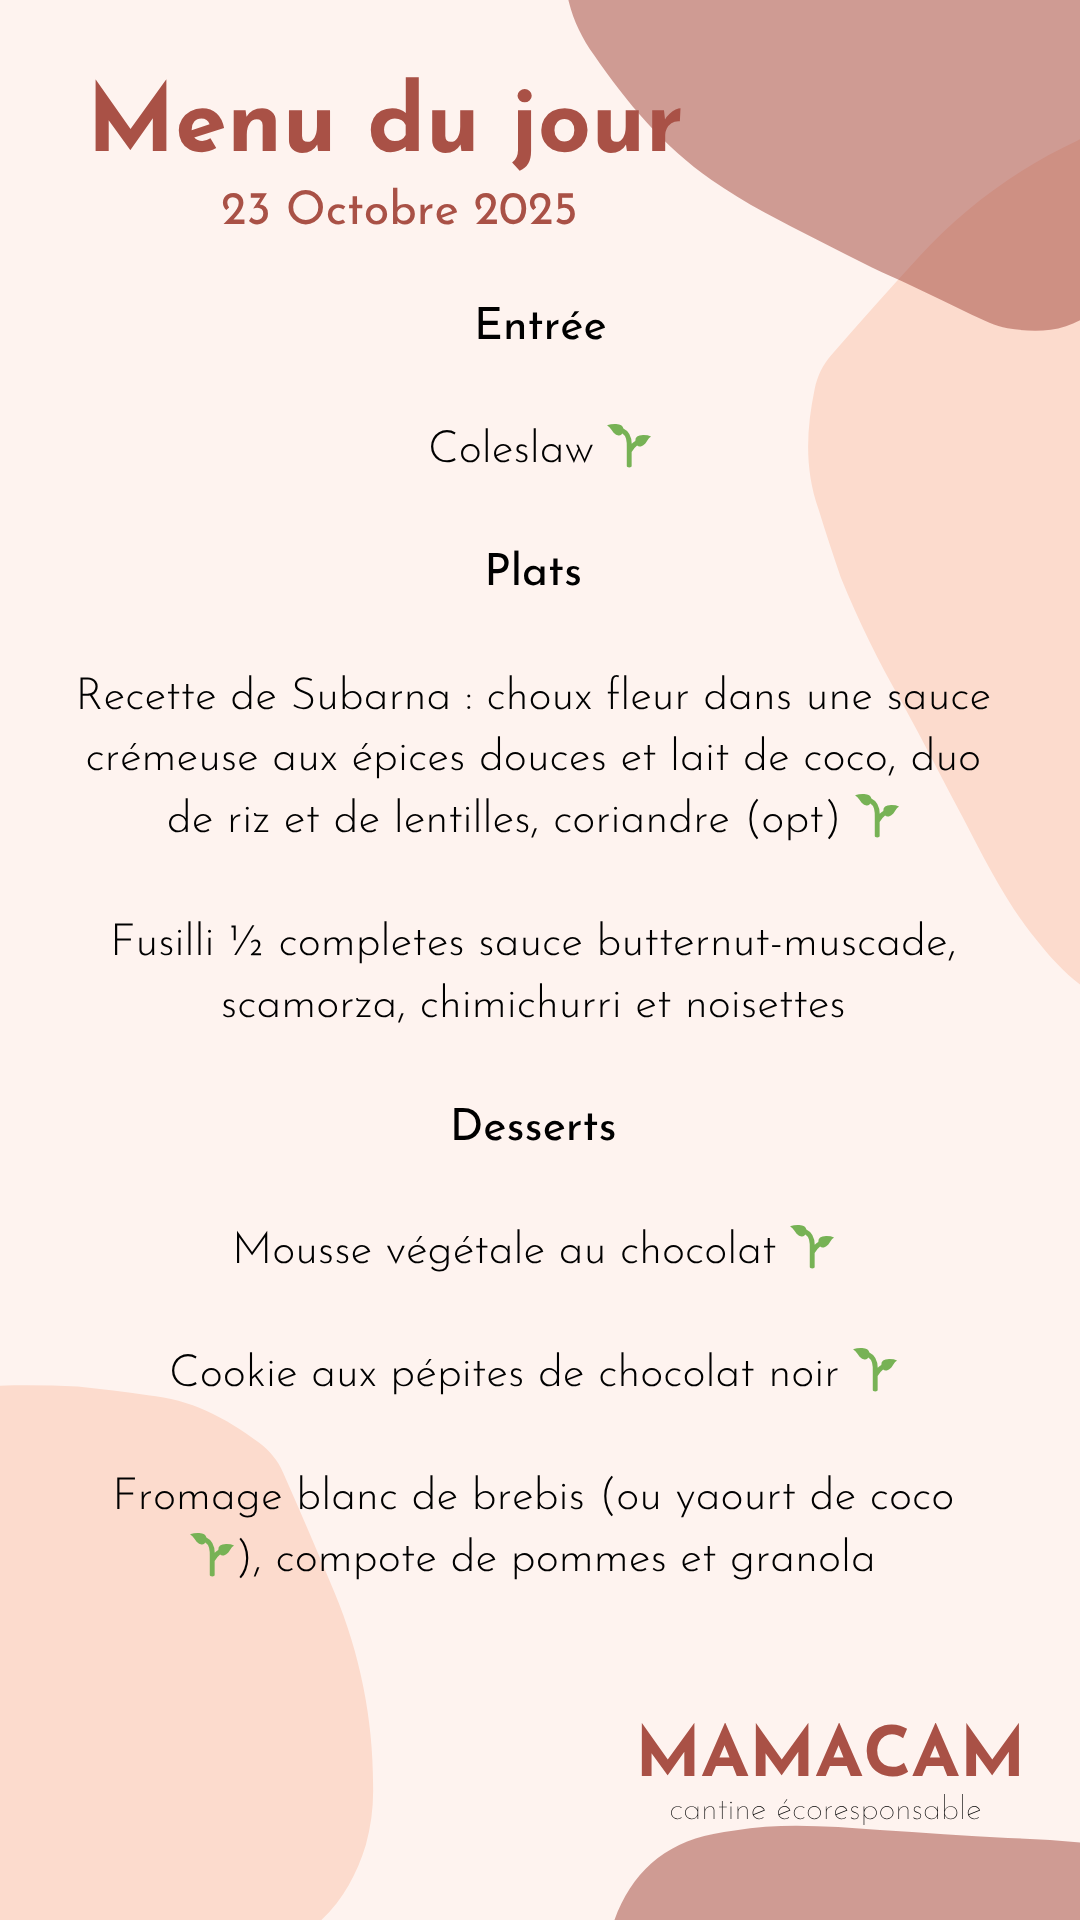 Menu du jour
23 Octobre 2025
Entrée
Coleslaw 🌱
Plats
Recette de Subarna : choux fleur dans une sauce
crémeuse aux épices douces et lait de coco, duo
de riz et de lentilles, coriandre (opt) 🌱
Fusilli ½ completes sauce butternut-muscade,
scamorza, chimichurri et noisettes
Desserts
Mousse végétale au chocolat 🌱
Cookie aux pépites de chocolat noir 🌱
Fromage blanc de brebis (ou yaourt de coco
🌱), compote de pommes et granola
MAMACAM
cantine écoresponsable